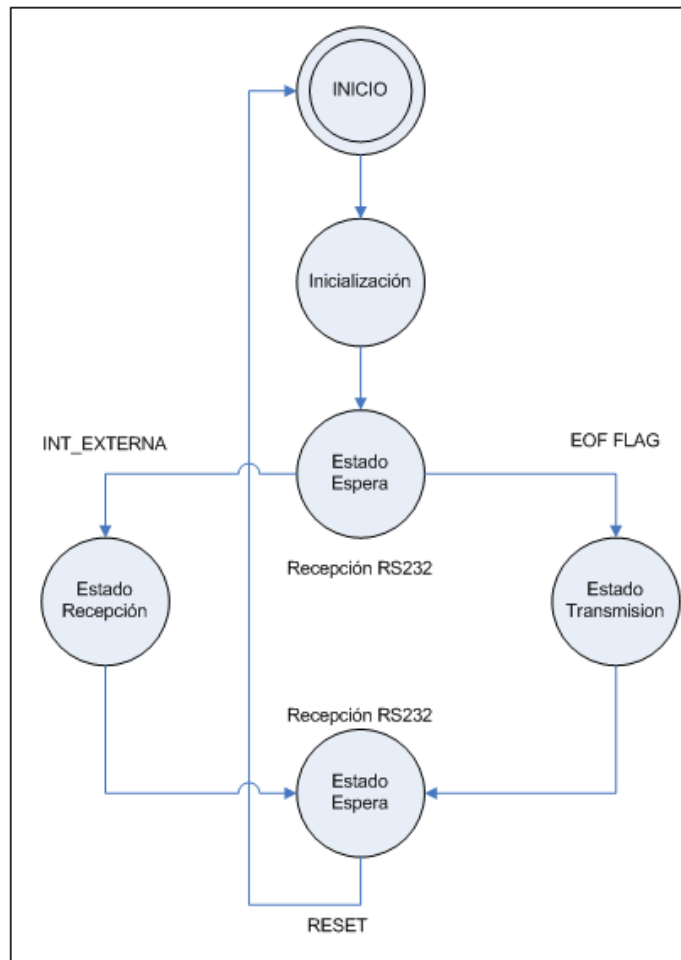 INICIO
Inicialización
INT_EXTERNA
EOF FLAG
Estado
Espera
Recepción RS232
Estado
Recepción
Estado
Transmision
Recepción RS232
Estado
Espera
RESET